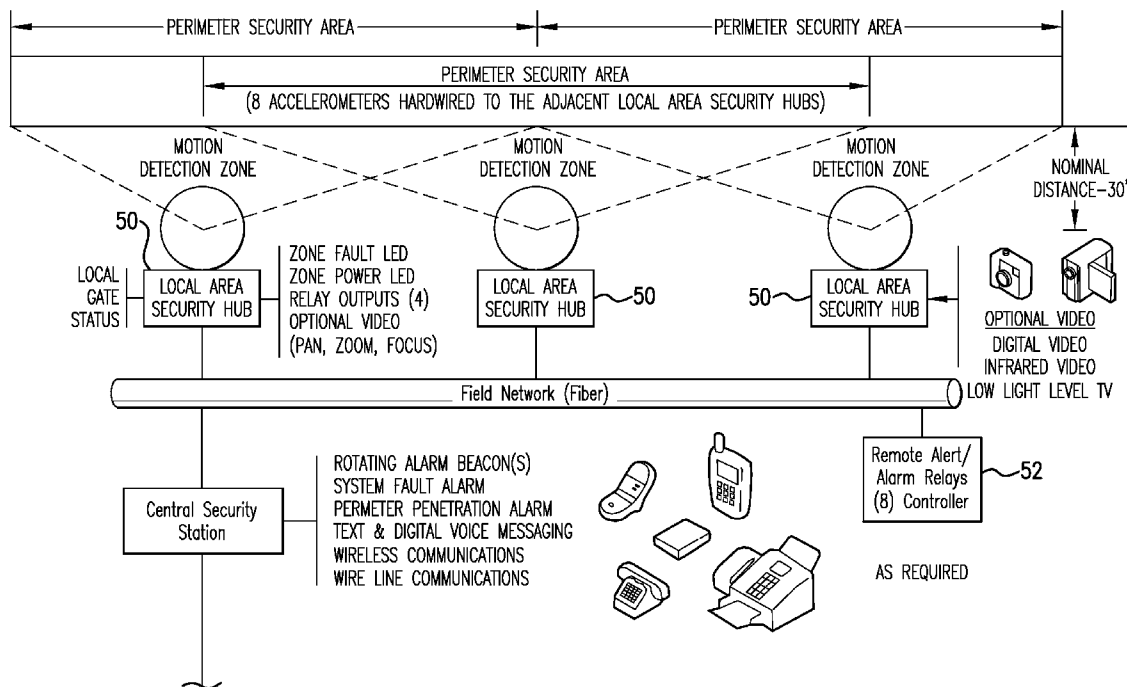 PERIMETER SECURITY AREA
PERIMETER SECURITY AREA
PERIMETER SECURITY AREA
(8 ACCELEROMETERS HARDWIRED TO THE ADJACENT LOCAL AREA SECURITY HUBS)
MOTION
DETECTION ZONE
MOTION
DETECTION ZONE
MOTION
DETECTION ZONE
NOMINAL
DISTANCE-30'
50
LOCAL
GATE
STATUS
LOCAL AREA
SECURITY HUB
ZONE FAULT LED
ZONE POWER LED
RELAY OUTPUTS (4)
OPTIONAL VIDEO
(PAN, ZOOM, FOCUS)
LOCAL AREA
SECURITY HUB
50
50
LOCAL AREA
SECURITY HUB
OPTIONAL VIDEO
DIGITAL VIDEO
INFRARED VIDEO
LOW LIGHT LEVEL TV
Field Network (Fiber)
Central Security
Station
ROTATING ALARM BEACON(S)
SYSTEM FAULT ALARM
PERMETER PENETRATION ALARM
TEXT & DIGITAL VOICE MESSAGING
WIRELESS COMMUNICATIONS
WIRE LINE COMMUNICATIONS
Remote Alert/
Alarm Relays
(8) Controller
52
AS REQUIRED